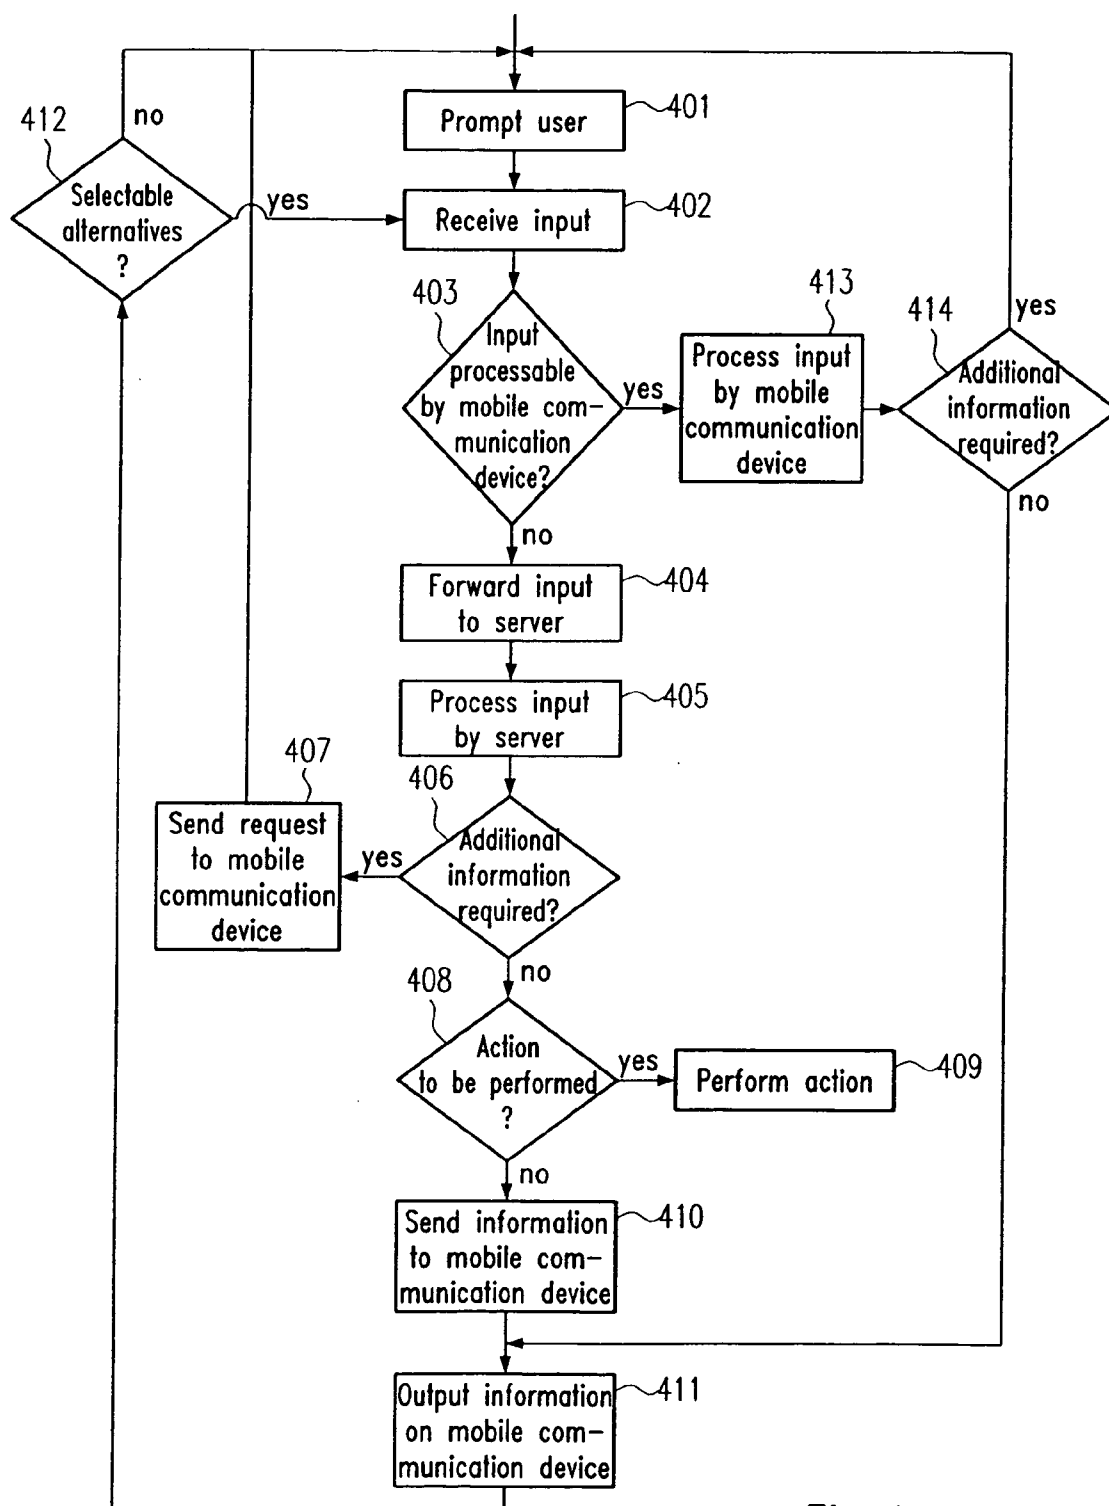 401
Prompt user
412
no
Selectable
alternatives
?
yes
Receive input
402
403
Input
processable
by mobile com-
munication
device?
yes
413
Process input
by mobile
communication
device
414
yes
Additional
information
required?
no
no
Forward input
to server
404
Process input
by server
405
407
Send request
to mobile
communication
device
yes
406
Additional
information
required?
no
408
Action
to be performed
?
yes
Perform action
409
no
Send information
to mobile com-
munication device
410
Output information
on mobile com-
munication device
411